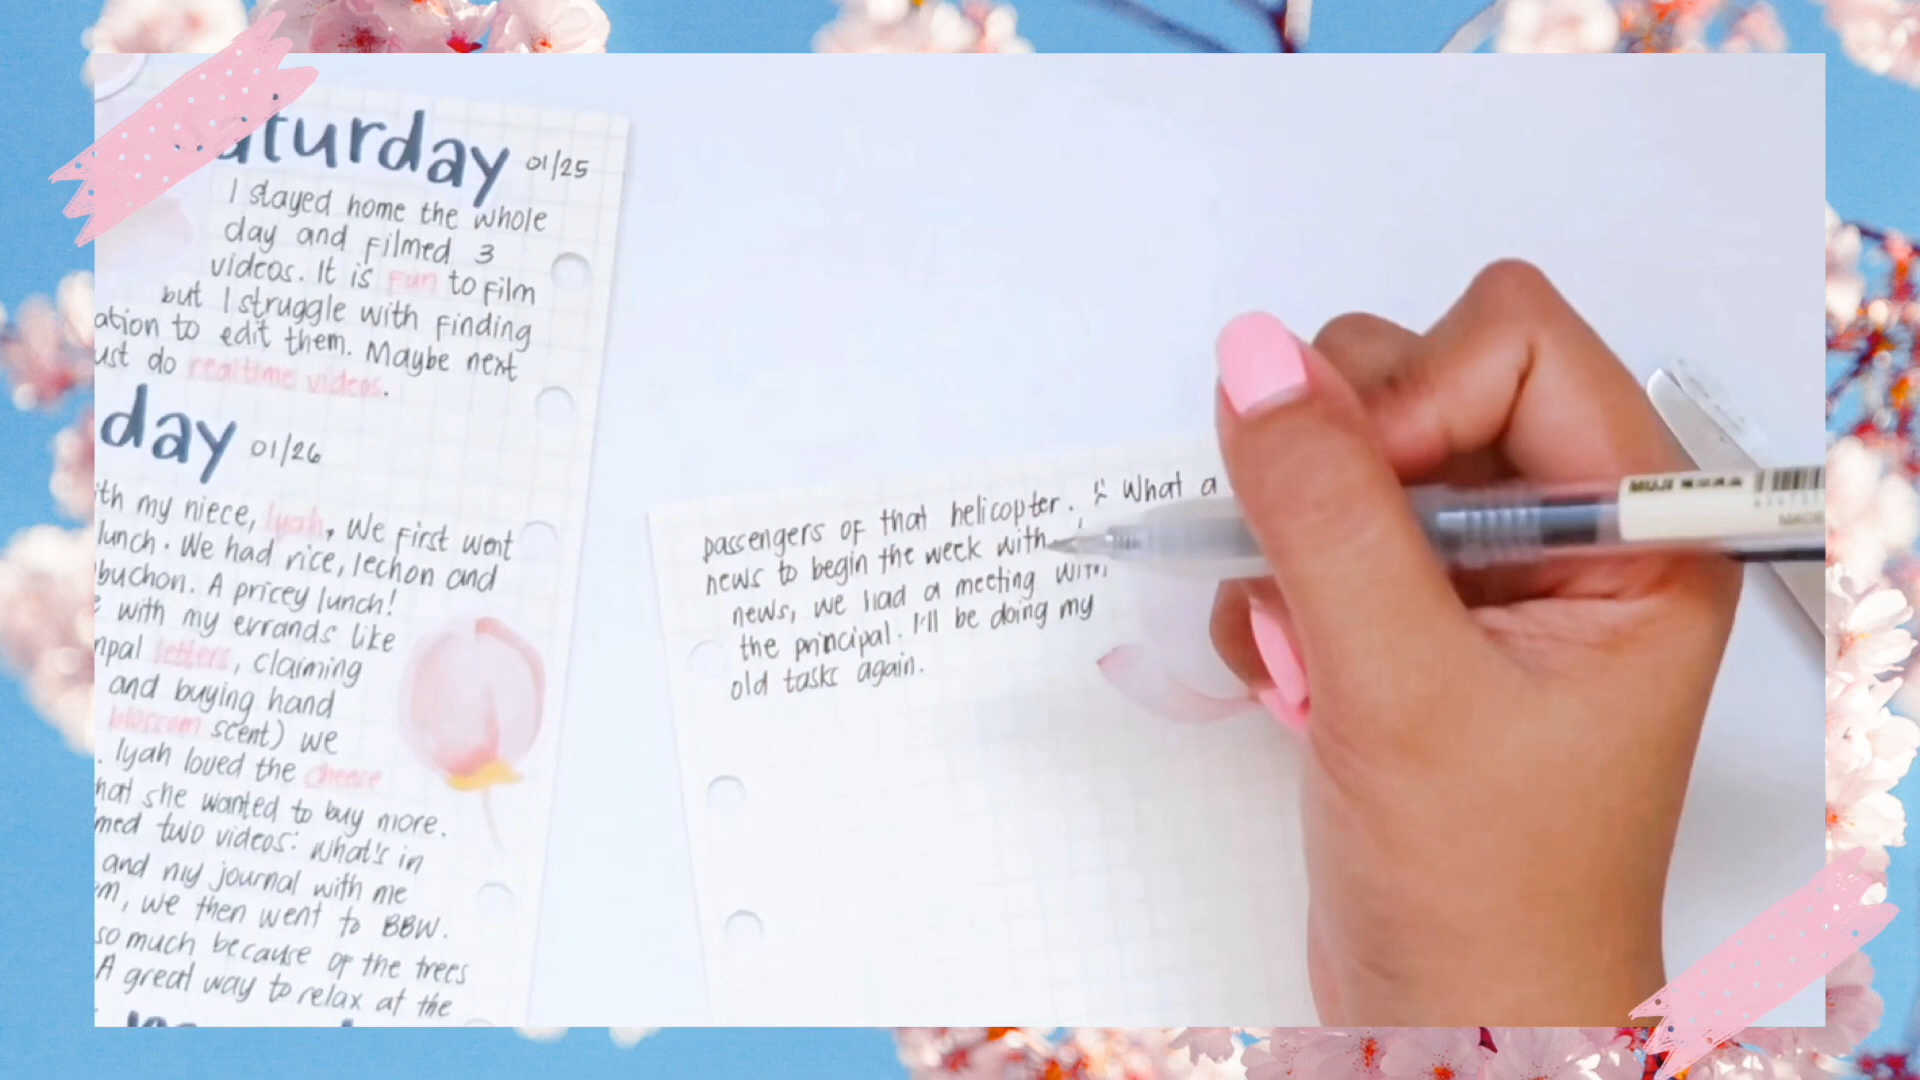 aturday 01/25
I stayed home the whole
day and filmed 3
videos. It is fun to film
but I struggle with finding
ation to edit them. Maybe next
ust do realtime videos.
day 01/26
ith my niece, Iyah, We first went
lunch. We had rice, lechon and
buchon. A pricey lunch!
e with my errands like
npal letters, claiming
and buying hand
blossom scent) we
. Iyah loved the cheese
hat she wanted to buy more.
med two videos: What's in
and my journal with me
m, we then went to BBW.
so much because of the trees
A great way to relax at the
passengers of that helicopter. :( What a
news to begin the week with
news, we had a meeting with
the principal. I'll be doing my
old tasks again.
MUJI